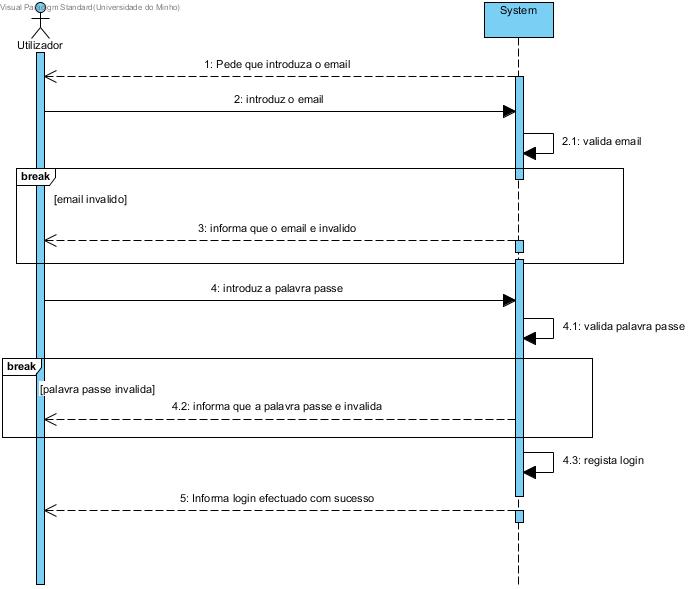 Visual Paradigm Standard(Universidade do Minho)
System
Utilizador
1: Pede que introduza o email
2: introduz o email
2.1: valida email
break
[email invalido]
3: informa que o email e invalido
4: introduz a palavra passe
4.1: valida palavra passe
break
[palavra passe invalida]
4.2: informa que a palavra passe e invalida
4.3: regista login
5: Informa login efectuado com sucesso